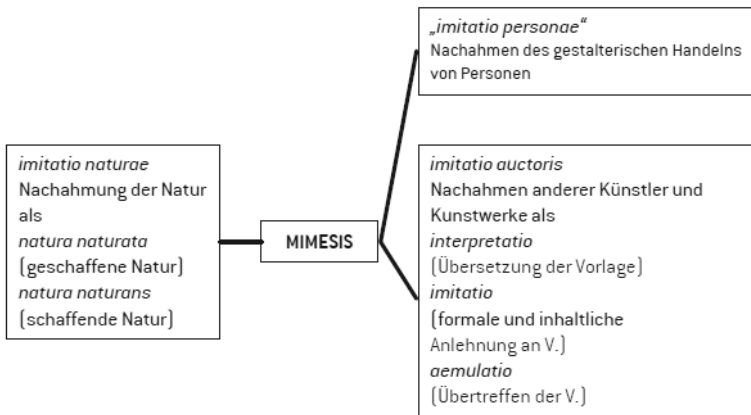 „imitatio personae“
Nachahmen des gestalterischen Handelns
von Personen
imitatio naturae
Nachahmung der Natur
als
natura naturata
(geschaffene Natur)
natura naturans
(schaffende Natur)
MIMESIS
imitatio auctoris
Nachahmen anderer Künstler und
Kunstwerke als
interpretatio
(Übersetzung der Vorlage)
imitatio
(formale und inhaltliche
Anlehnung an V.)
aemulatio
(Übertreffen der V.)